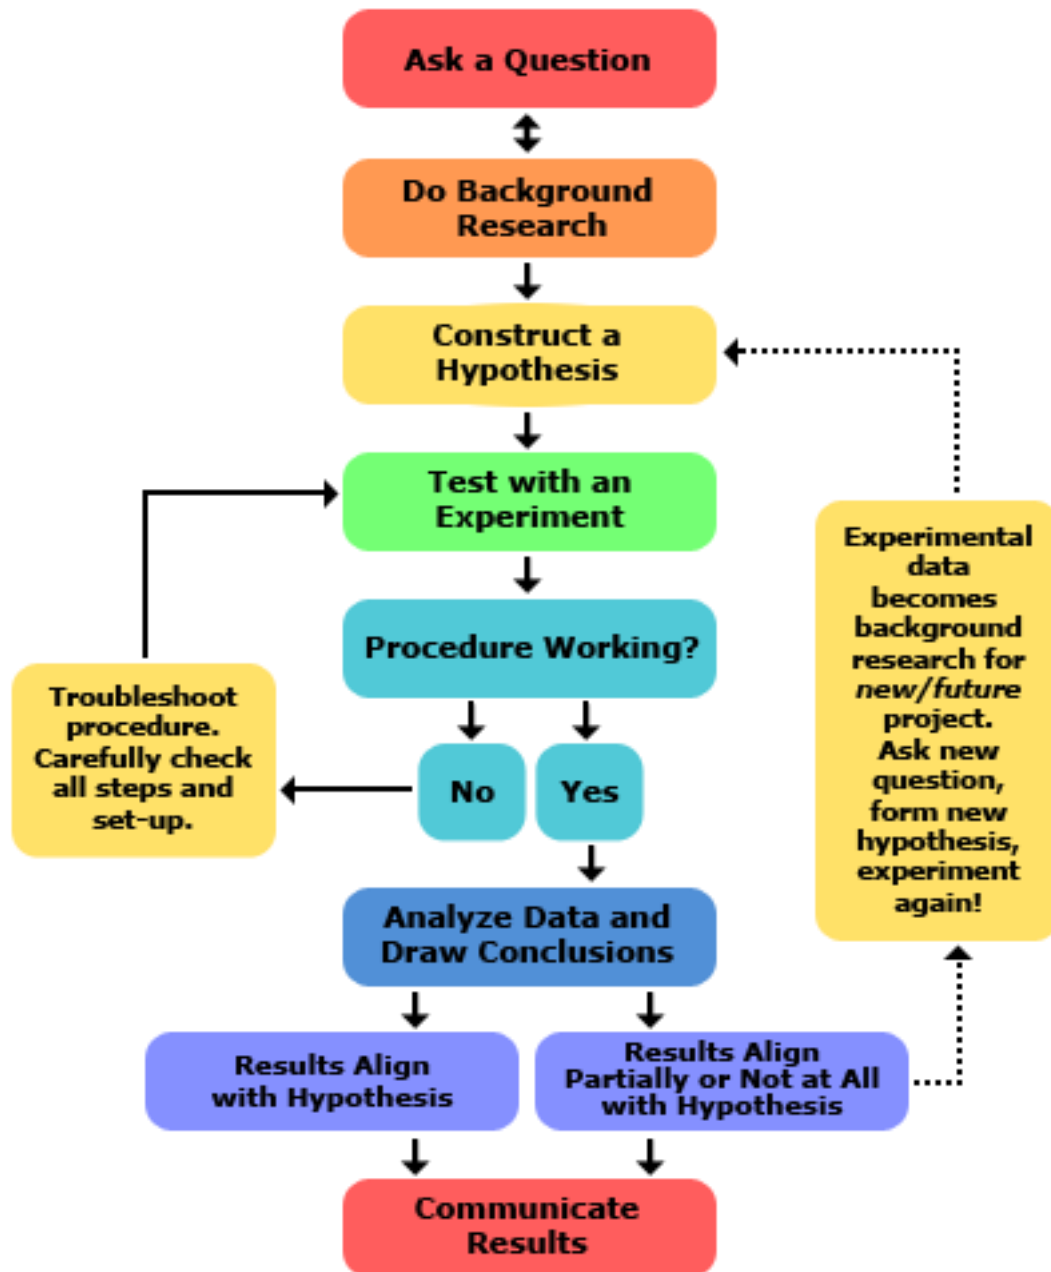 Ask a Question
Do Background
Research
Construct a
Hypothesis
Test with an
Experiment
Procedure Working?
No
Yes
Troubleshoot
procedure.
Carefully check
all steps and
set-up.
Experimental
data
becomes
background
research for
new/future
project.
Ask new
question,
form new
hypothesis,
experiment
again!
Analyze Data and
Draw Conclusions
Results Align
with Hypothesis
Results Align
Partially or Not at All
with Hypothesis
Communicate
Results